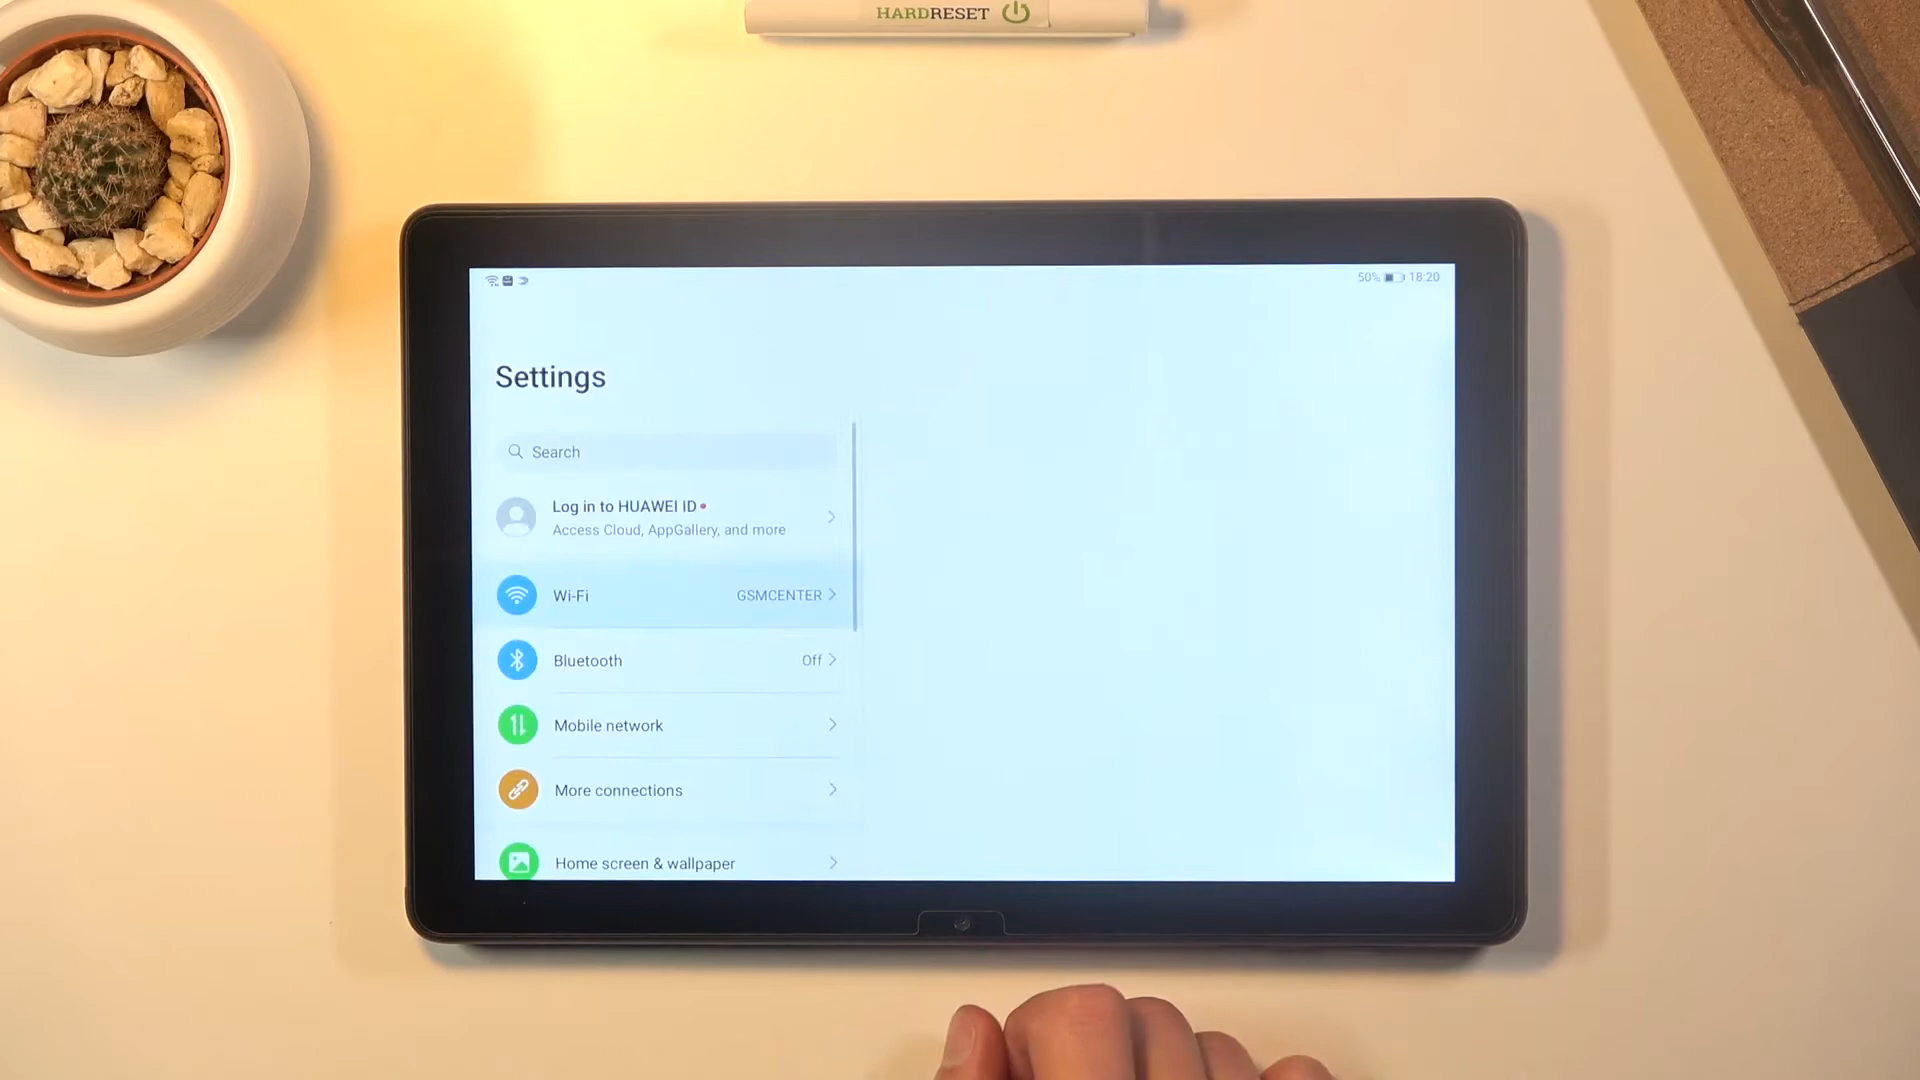 HARDRESET
50% 18:20
Settings
Search
Log in to HUAWEI ID
Access Cloud, AppGallery, and more
Wi-Fi GSMCENTER
Bluetooth Off
Mobile network
More connections
Home screen & wallpaper